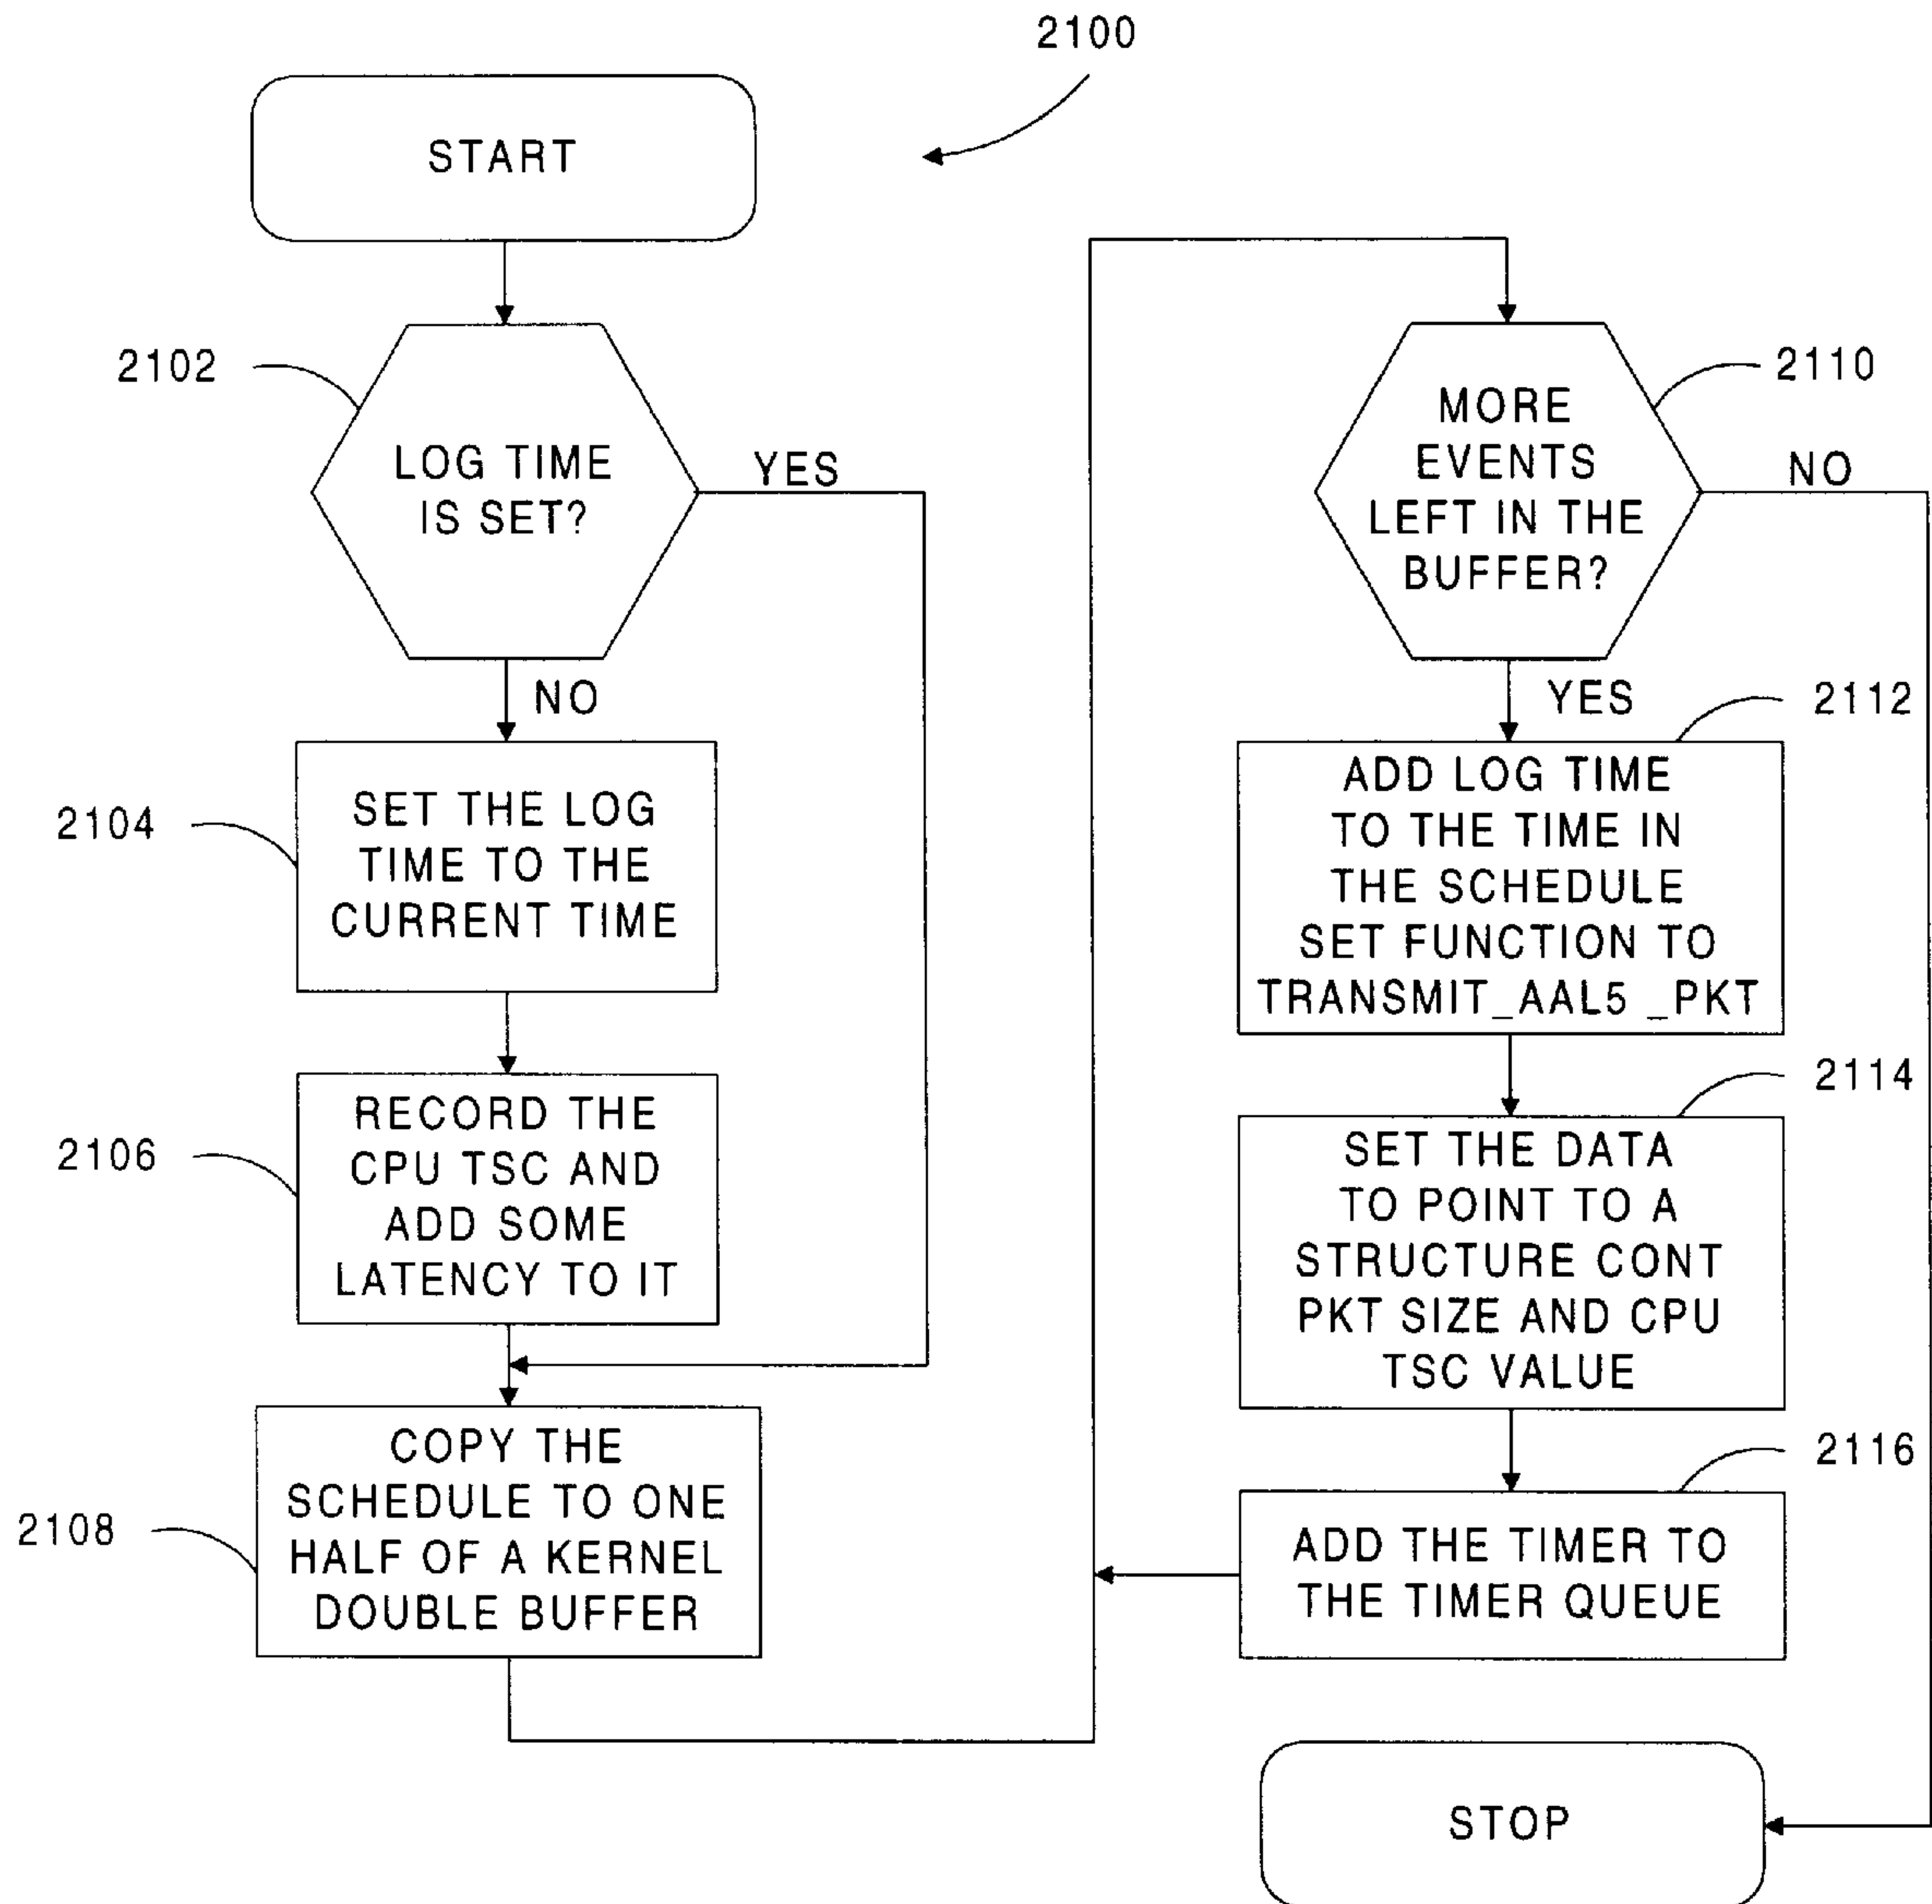 2100
START
2102
LOG TIME
IS SET?
YES
NO
2104
SET THE LOG
TIME TO THE
CURRENT TIME
2106
RECORD THE
CPU TSC AND
ADD SOME
LATENCY TO IT
2108
COPY THE
SCHEDULE TO ONE
HALF OF A KERNEL
DOUBLE BUFFER
2110
MORE
EVENTS
LEFT IN THE
BUFFER?
NO
YES
2112
ADD LOG TIME
TO THE TIME IN
THE SCHEDULE
SET FUNCTION TO
TRANSMIT_AAL5 _PKT
2114
SET THE DATA
TO POINT TO A
STRUCTURE CONT
PKT SIZE AND CPU
TSC VALUE
2116
ADD THE TIMER TO
THE TIMER QUEUE
STOP